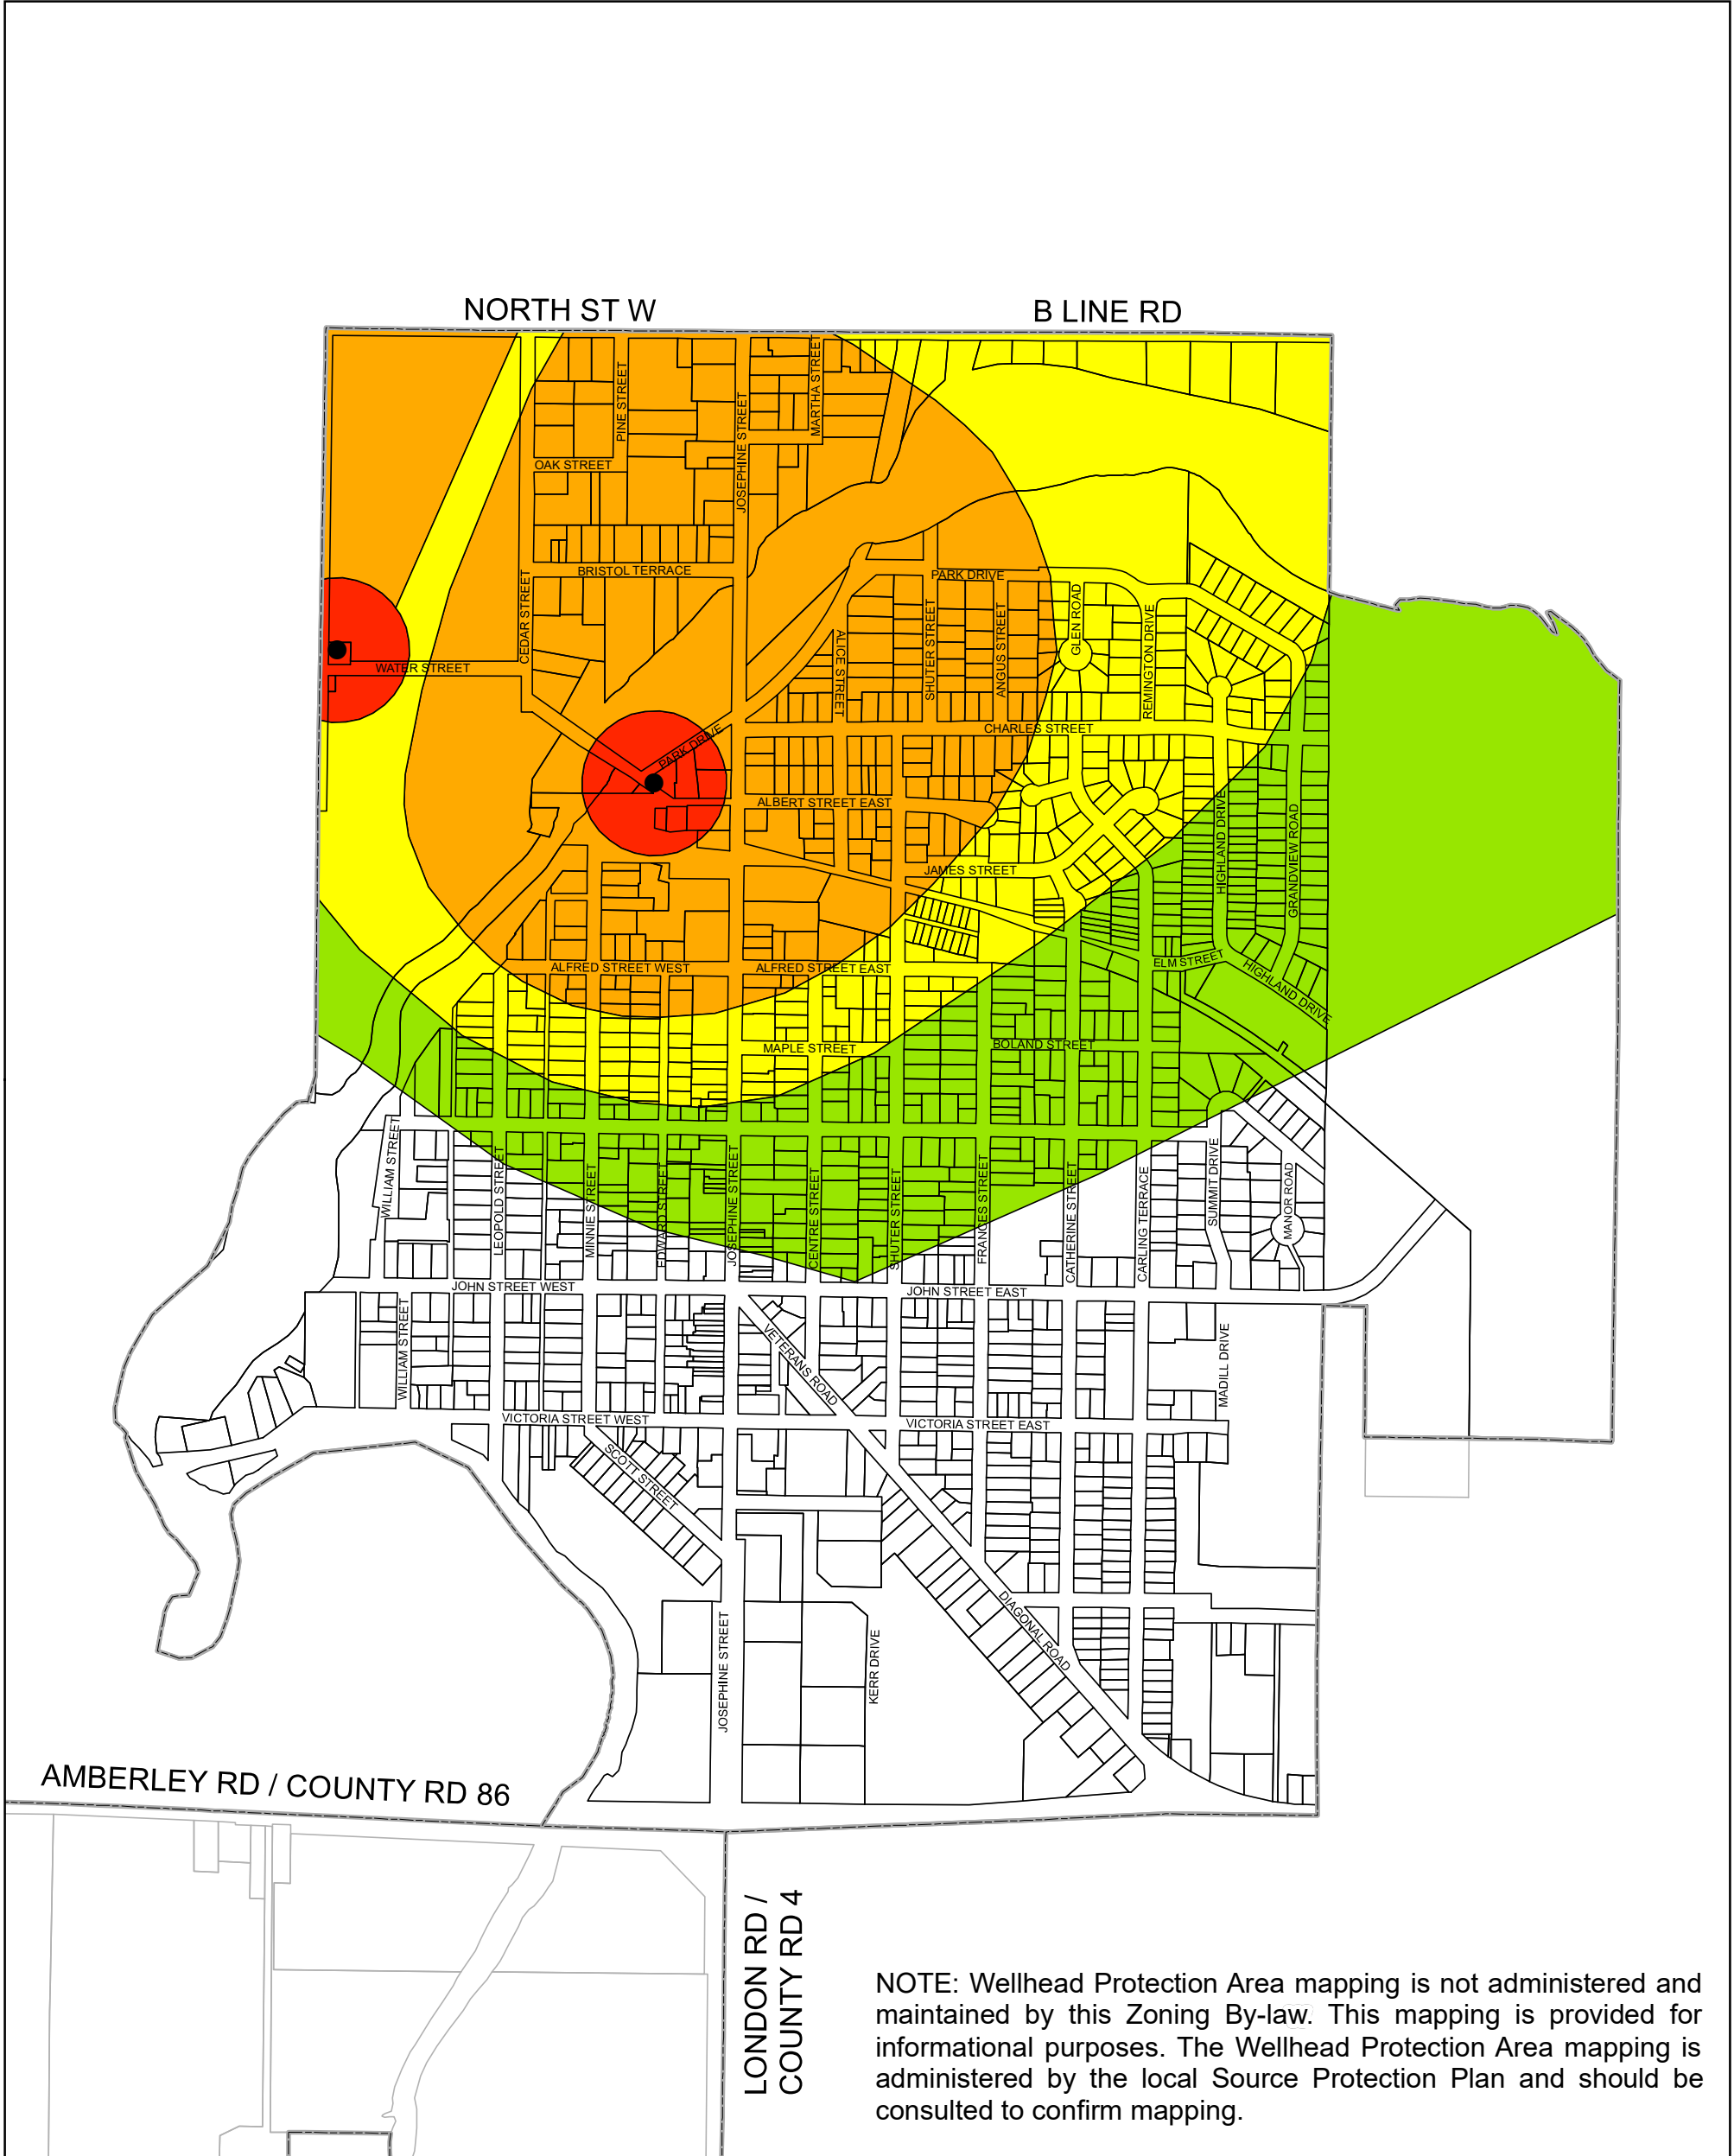 NORTH ST W
B LINE RD
MARTHA STREET
PINE STREET
JOSEPHINE STREET
OAK STREET
BRISTOL TERRACE
PARK DRIVE
CEDAR STREET
GLEN ROAD
SHUTER STREET
ANGUS STREET
REMINGTON DRIVE
ALICE STREET
WATER STREET
CHARLES STREET
PARK DRIVE
ALBERT STREET EAST
HIGHLAND DRIVE
GRANDVIEW ROAD
JAMES STREET
ALFRED STREET WEST
ALFRED STREET EAST
ELM STREET
HIGHLAND DRIVE
MAPLE STREET
BOLAND STREET
WILLIAM STREET
LEOPOLD STREET
MINNIE STREET
EDWARD STREET
JOSEPHINE STREET
CENTRE STREET
SHUTER STREET
FRANCES STREET
CATHERINE STREET
CARLING TERRACE
SUMMIT DRIVE
MANOR ROAD
JOHN STREET WEST
JOHN STREET EAST
WILLIAM STREET
VETERANS ROAD
MADILL DRIVE
VICTORIA STREET WEST
VICTORIA STREET EAST
SCOTT STREET
DIAGONAL ROAD
JOSEPHINE STREET
KERR DRIVE
AMBERLEY RD / COUNTY RD 86
LONDON RD /
COUNTY RD 4
NOTE: Wellhead Protection Area mapping is not administered and
maintained by this Zoning By-law. This mapping is provided for
informational purposes. The Wellhead Protection Area mapping is
administered by the local Source Protection Plan and should be
consulted to confirm mapping.